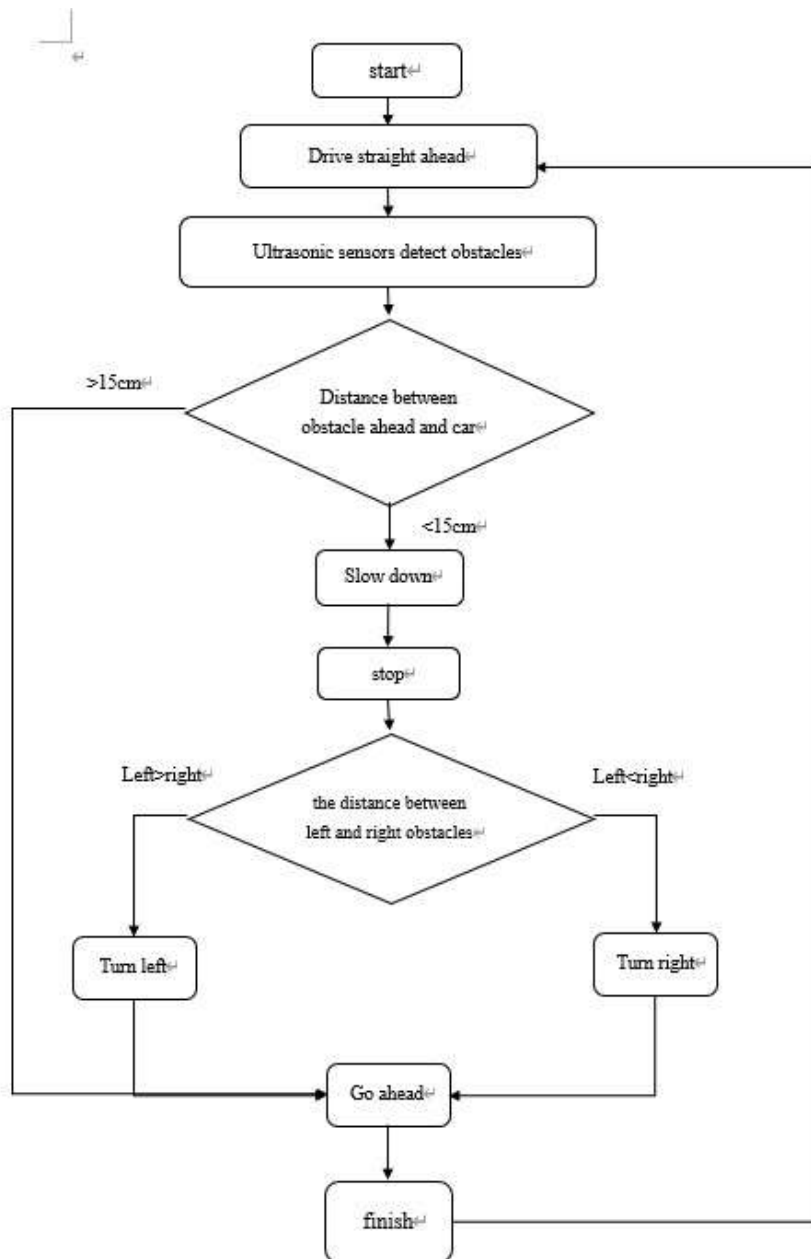 start
Drive straight ahead
Ultrasonic sensors detect obstacles
>15cm
Distance between
obstacle ahead and car
<15cm
Slow down
stop
Left>right
Left<right
the distance between
left and right obstacles
Turn left
Turn right
Go ahead
finish